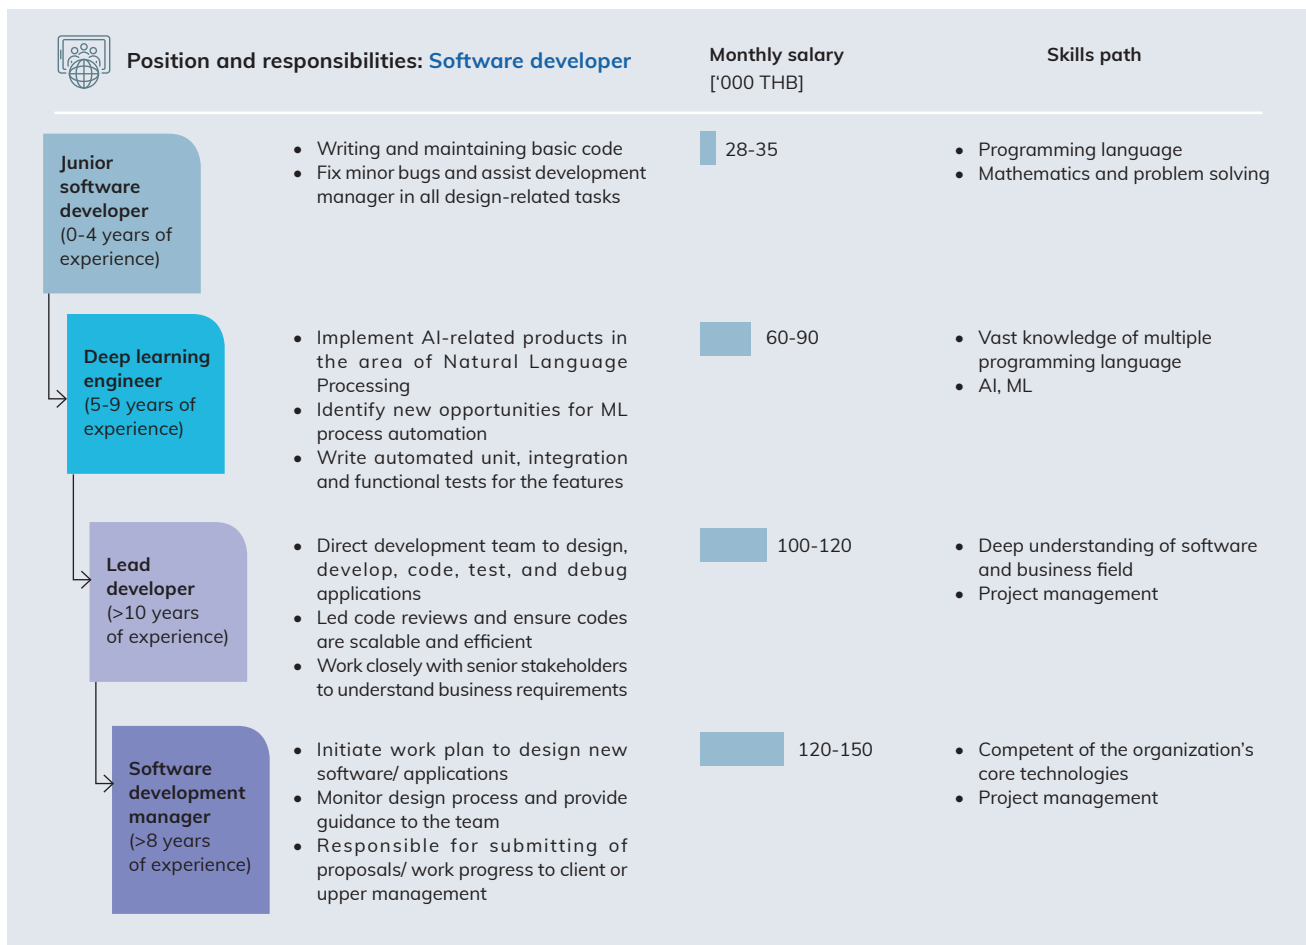 Position and responsibilities: Software developer
Monthly salary
[‘000 THB]
Skills path
Junior
software
developer
(0-4 years of
experience)
• Writing and maintaining basic code
• Fix minor bugs and assist development
manager in all design-related tasks
28-35
• Programming language
• Mathematics and problem solving
Deep learning
engineer
(5-9 years of
experience)
• Implement AI-related products in
the area of Natural Language
Processing
• Identify new opportunities for ML
process automation
• Write automated unit, integration
and functional tests for the features
60-90
• Vast knowledge of multiple
programming language
• AI, ML
Lead
developer
(>10 years
of experience)
• Direct development team to design,
develop, code, test, and debug
applications
• Led code reviews and ensure codes
are scalable and efficient
• Work closely with senior stakeholders
to understand business requirements
100-120
• Deep understanding of software
and business field
• Project management
Software
development
manager
(>8 years
of experience)
• Initiate work plan to design new
software/ applications
• Monitor design process and provide
guidance to the team
• Responsible for submitting of
proposals/ work progress to client or
upper management
120-150
• Competent of the organization’s
core technologies
• Project management